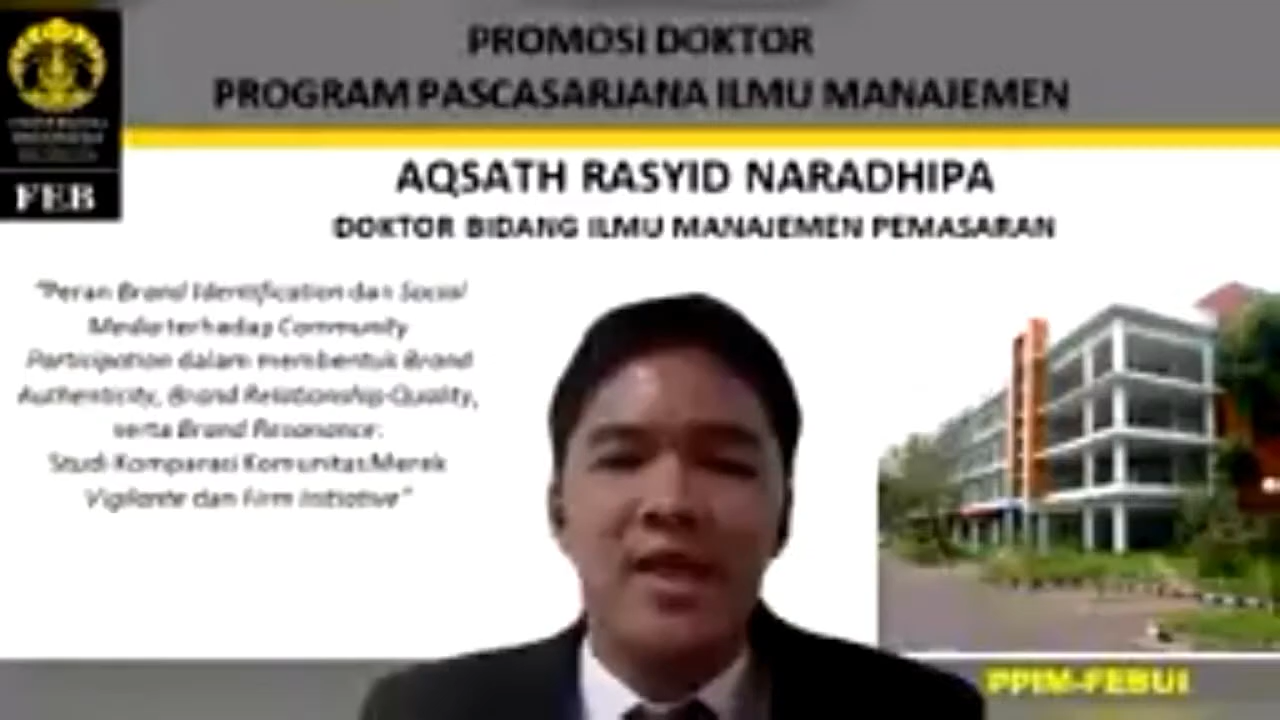 PROMOSI DOKTOR
PROGRAM PASCASARJANA ILMU MANAJEMEN
FEB
AQSATH RASYID NARADHIPA
DOKTOR BIDANG ILMU MANAJEMEN PEMASARAN
"Peran Brand Identification dan Social
Media terhadap Community
Participation dalam membentuk Brand
Authenticity, Brand Relationship Quality,
serta Brand Resonance:
Studi Komparasi Komunitas Merek
Vigilante dan Firm Initiative"
PPIM-FEBUI